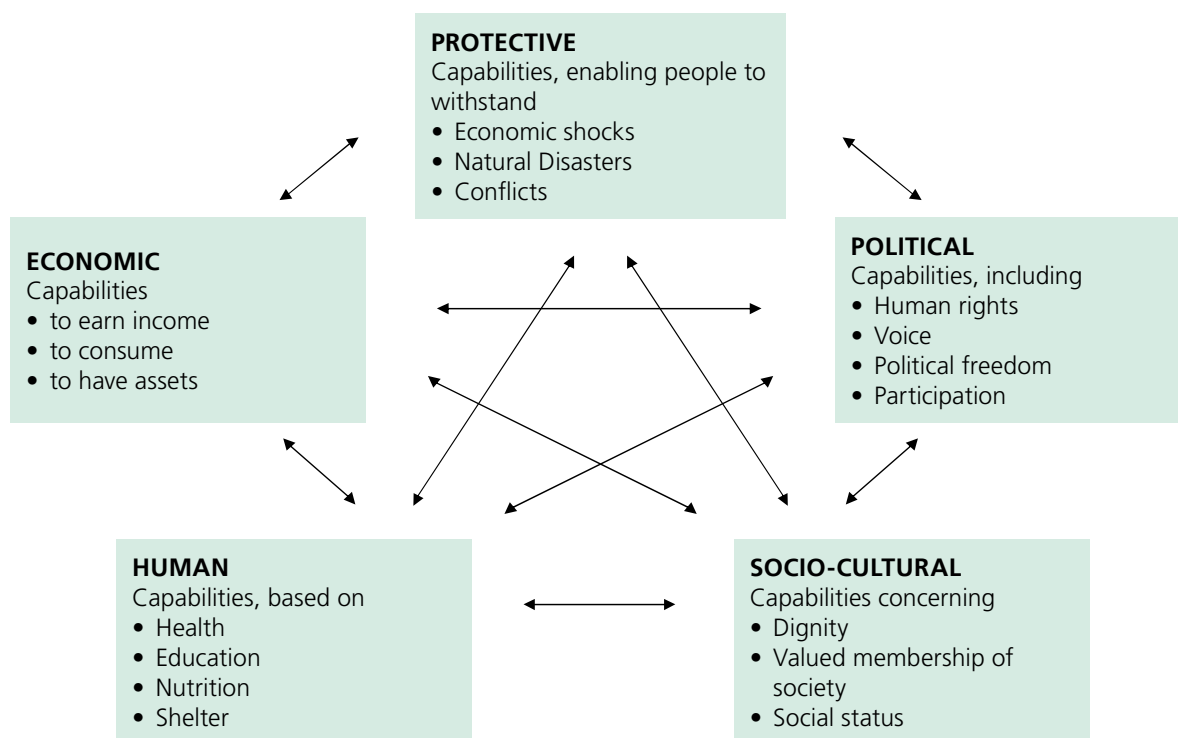 PROTECTIVE
Capabilities, enabling people to
withstand
• Economic shocks
• Natural Disasters
• Conflicts
ECONOMIC
Capabilities
• to earn income
• to consume
• to have assets
POLITICAL
Capabilities, including
• Human rights
• Voice
• Political freedom
• Participation
HUMAN
Capabilities, based on
• Health
• Education
• Nutrition
• Shelter
SOCIO-CULTURAL
Capabilities concerning
• Dignity
• Valued membership of
society
• Social status